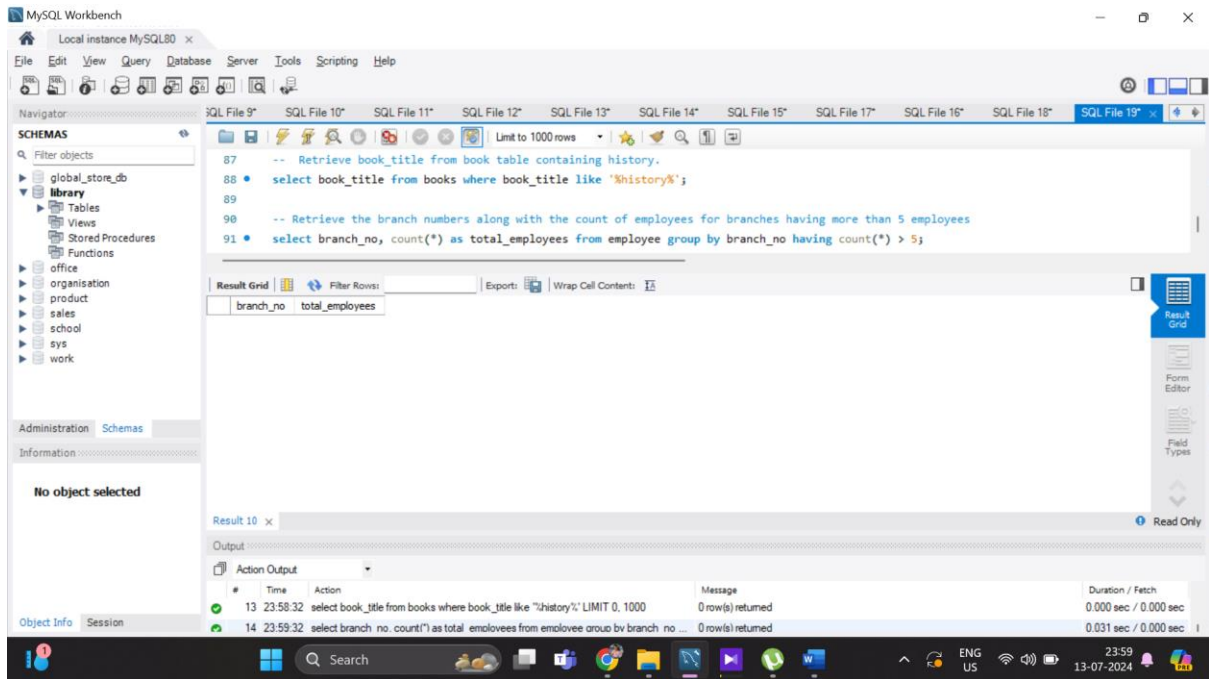 MySQL Workbench
Local instance MySQL80
File Edit View Query Database Server Tools Scripting Help
Navigator
SQL File 9* SQL File 10* SQL File 11* SQL File 12* SQL File 13* SQL File 14* SQL File 15* SQL File 17* SQL File 16* SQL File 18* SQL File 19*
SCHEMAS
Limit to 1000 rows
Filter objects
global_store_db
library
Tables
Views
Stored Procedures
Functions
office
organisation
product
sales
school
sys
work
87 -- Retrieve book_title from book table containing history.
88 select book_title from books where book_title like '%history%';
89
90 -- Retrieve the branch numbers along with the count of employees for branches having more than 5 employees
91 select branch_no, count(*) as total_employees from employee group by branch_no having count(*) > 5;
Result Grid Filter Rows: Export: Wrap Cell Content:
branch_no total_employees
Result Grid
Form Editor
Field Types
Administration Schemas
Information
No object selected
Result 10 Read Only
Output
Action Output
# Time Action Message Duration / Fetch
13 23:58:32 select book_title from books where book_title like '%history%' LIMIT 0, 1000 0 row(s) returned 0.000 sec / 0.000 sec
14 23:59:32 select branch_no, count(*) as total_employees from employee group by branch_no ... 0 row(s) returned 0.031 sec / 0.000 sec
Object Info Session
1
Search
ENG
US
23:59
13-07-2024
PRE